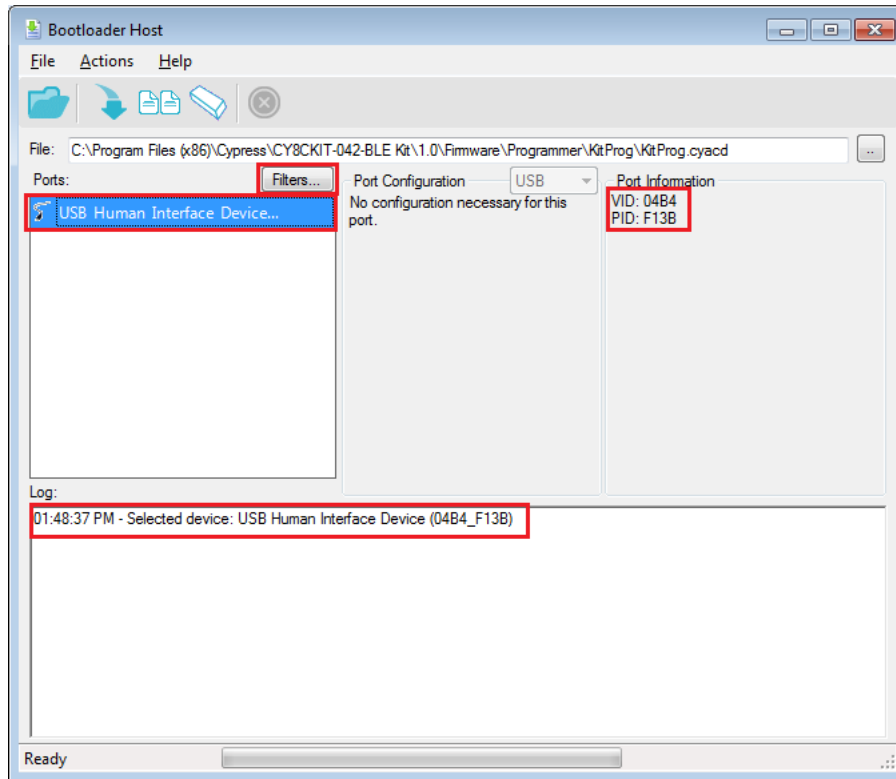 Bootloader Host
File Actions Help
File: C:\Program Files (x86)\Cypress\CY8CKIT-042-BLE Kit\1.0\Firmware\Programmer\KitProg\KitProg.cyacd ..
Ports: Filters... Port Configuration USB Port Information
USB Human Interface Device... No configuration necessary for this VID: 04B4
port. PID: F13B
Log:
01:48:37 PM - Selected device: USB Human Interface Device (04B4_F13B)
Ready